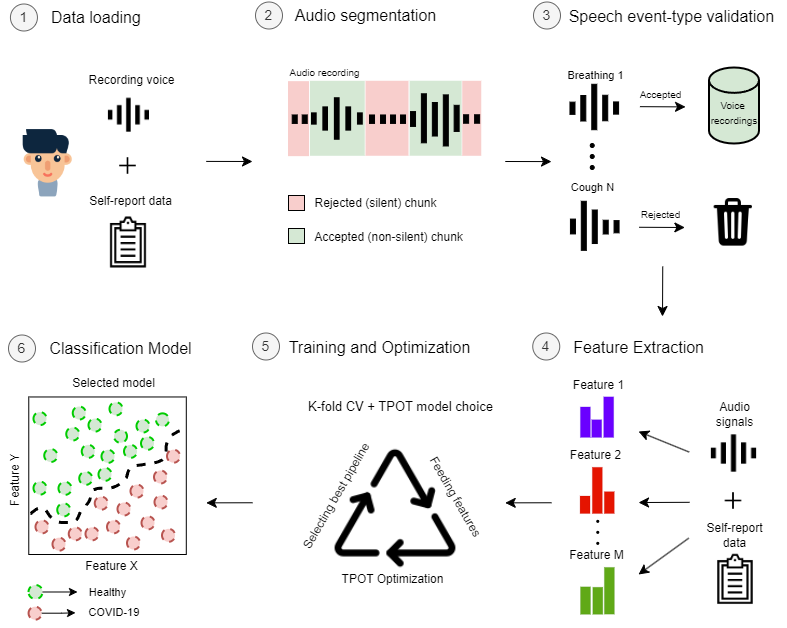 1 Data loading
Recording voice
+
Self-report data
2 Audio segmentation
Audio recording
Rejected (silent) chunk
Accepted (non-silent) chunk
3 Speech event-type validation
Breathing 1
Accepted
Voice
recordings
Cough N
Rejected
4 Feature Extraction
Feature 1
Feature 2
Feature M
Audio
signals
+
Self-report
data
5 Training and Optimization
K-fold CV + TPOT model choice
Selecting best pipeline
Feeding features
TPOT Optimization
6 Classification Model
Selected model
Feature Y
Feature X
Healthy
COVID-19